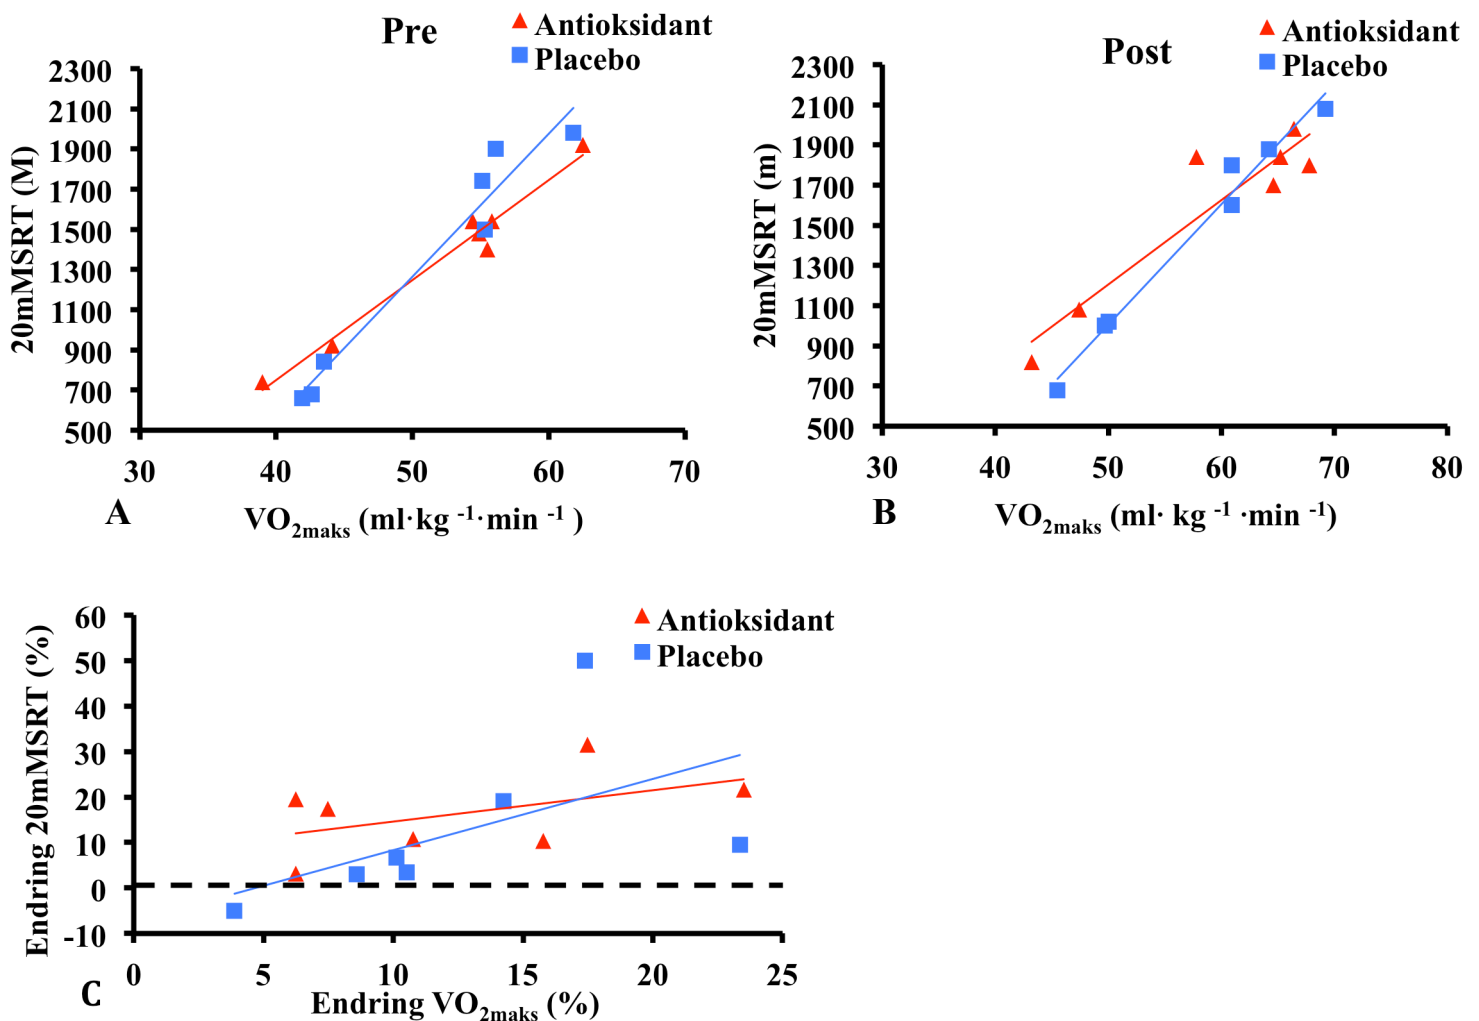 Pre
Antioksidant
Placebo
2300
2100
1900
1700
1500
1300
1100
900
700
500
20mMSRT (M)
30 40 50 60 70
A
VO2maks (ml·kg -1·min -1 )
Post
Antioksidant
Placebo
2300
2100
1900
1700
1500
1300
1100
900
700
500
20mMSRT (m)
30 40 50 60 70 80
B
VO2maks (ml· kg -1 ·min -1)
Antioksidant
Placebo
60
50
40
30
20
10
0
-10
Endring 20mMSRT (%)
0 5 10 15 20 25
C
Endring VO2maks (%)